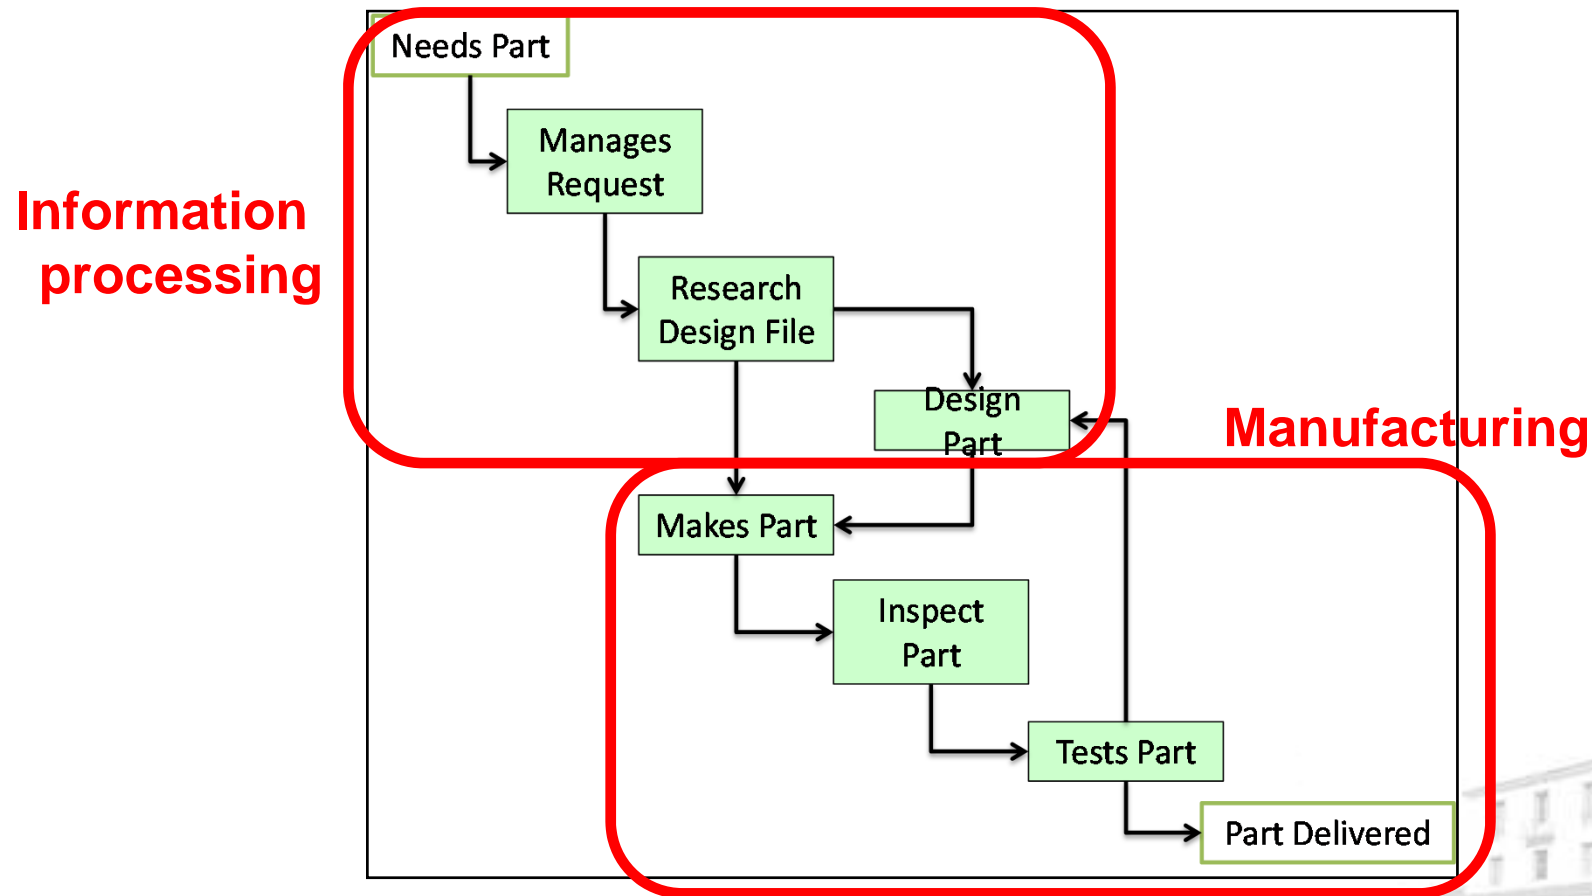 Needs Part
Manages
Request
Information
processing
Research
Design File
Design
Part
Manufacturing
Makes Part
Inspect
Part
Tests Part
Part Delivered